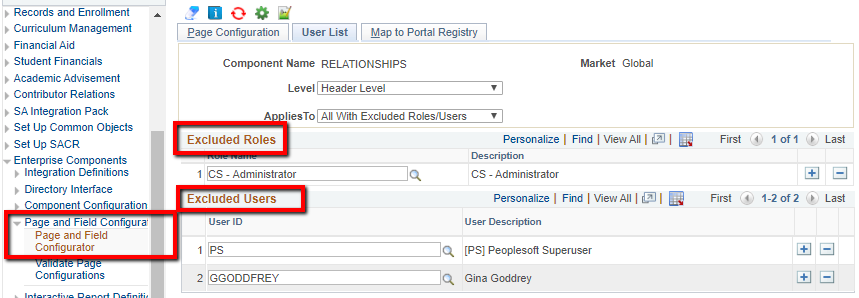 Records and Enrollment
Curriculum Management
Financial Aid
Student Financials
Academic Advisement
Contributor Relations
SA Integration Pack
Set Up Common Objects
Set Up SACR
Enterprise Components
Integration Definitions
Directory Interface
Component Configuration
Page and Field Configurat
Page and Field
Configurator
Validate Page
Configurations
Interactive Report Definitio
Page Configuration User List Map to Portal Registry
Component Name RELATIONSHIPS Market Global
Level Header Level
AppliesTo All With Excluded Roles/Users
Excluded Roles Personalize | Find | View All | | First 1 of 1 Last
Role Name Description
1 CS - Administrator CS - Administrator
Excluded Users Personalize | Find | View All | | First 1-2 of 2 Last
User ID User Description
1 PS [PS] Peoplesoft Superuser
2 GGODDFREY Gina Goddrey